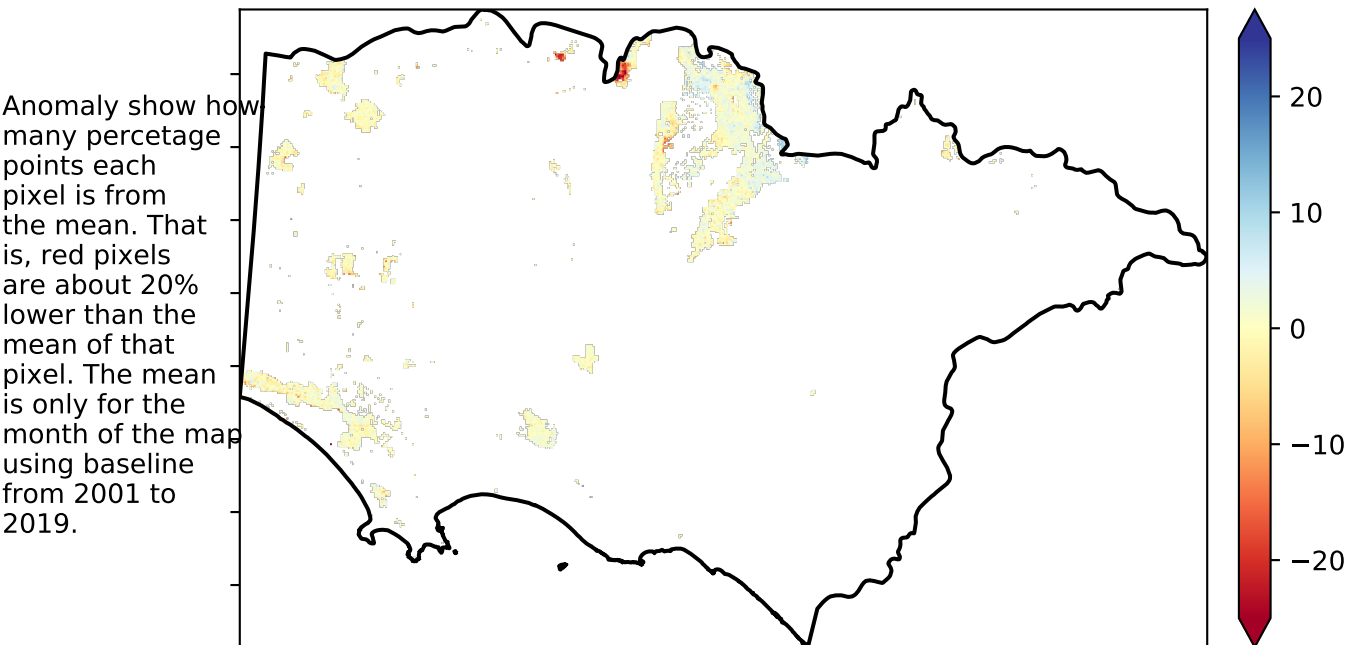 Anomaly show how
many percetage
points each
pixel is from
the mean. That
is, red pixels
are about 20%
lower than the
mean of that
pixel. The mean
is only for the
month of the map
using baseline
from 2001 to
2019.
20
10
0
−10
−20